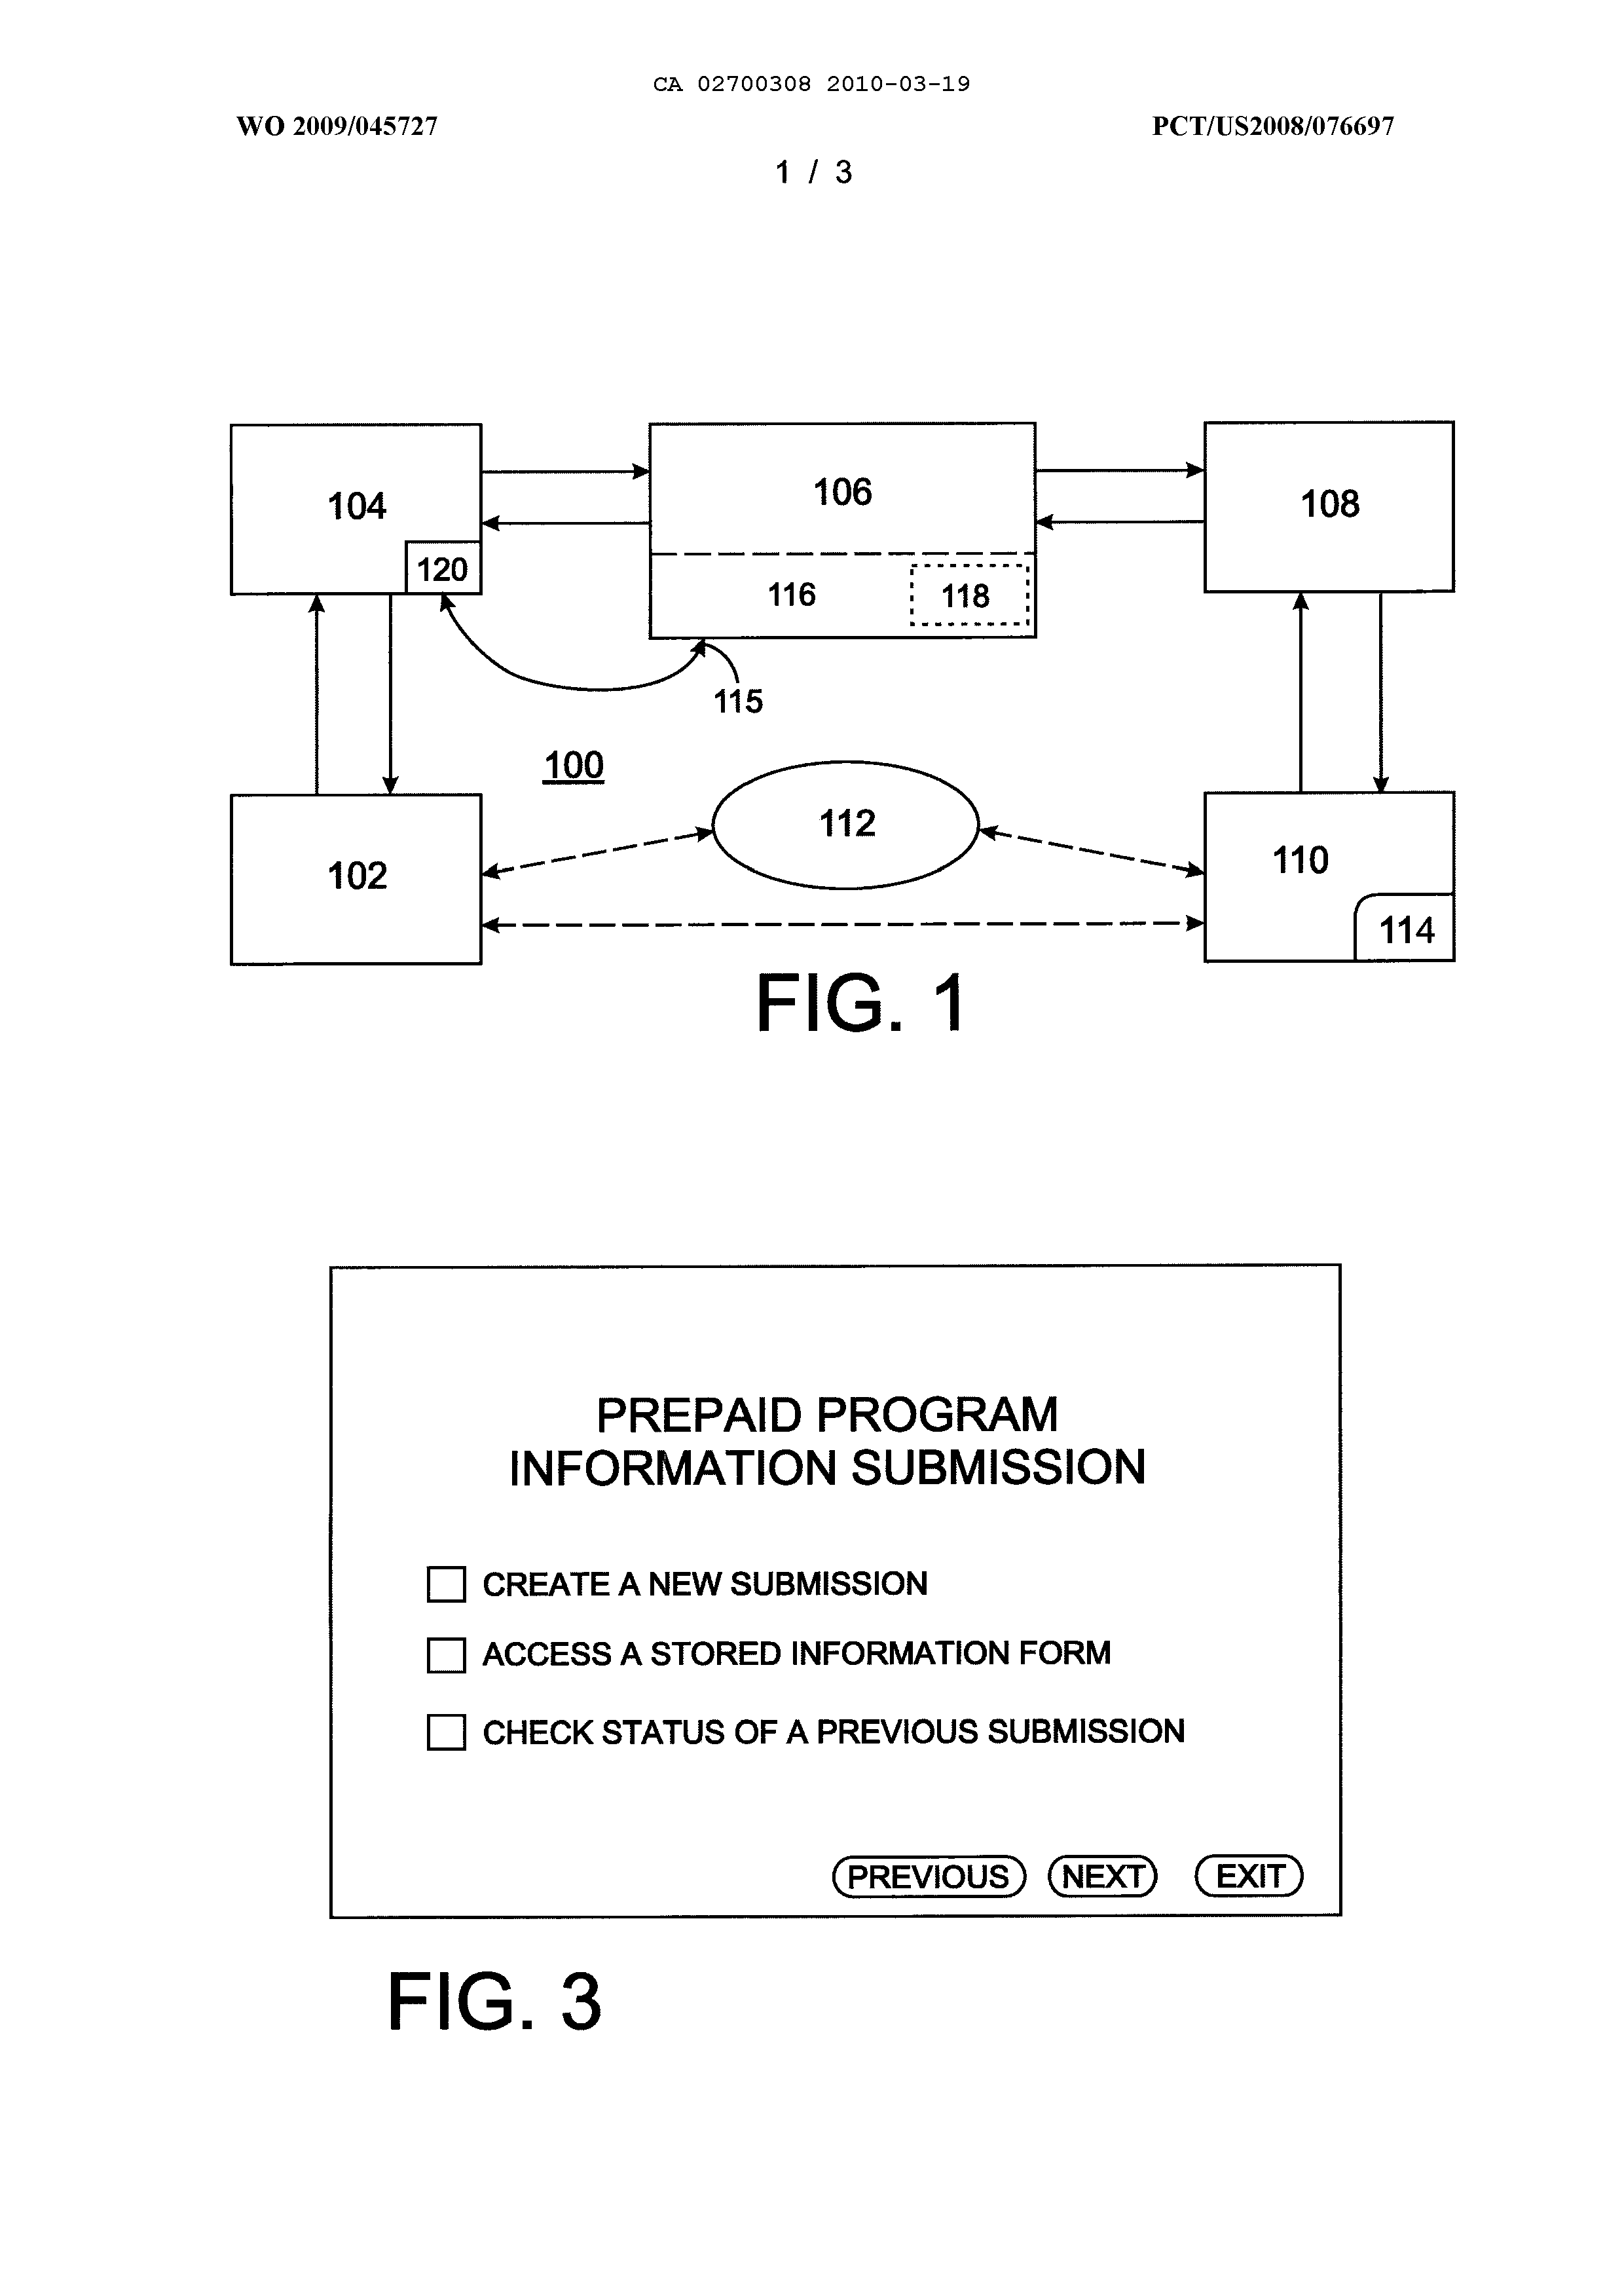 CA 02700308 2010-03-19
WO 2009/045727
PCT/US2008/076697
1 / 3
104
106
108
120
116
118
115
100
112
102
110
114
FIG. 1
PREPAID PROGRAM
INFORMATION SUBMISSION
CREATE A NEW SUBMISSION
ACCESS A STORED INFORMATION FORM
CHECK STATUS OF A PREVIOUS SUBMISSION
PREVIOUS NEXT EXIT
FIG. 3